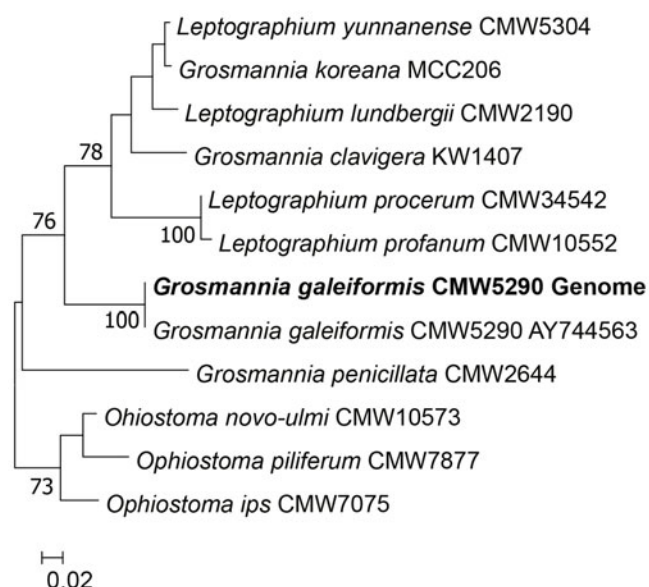 Leptographium yunnanense CMW5304
Grosmannia koreana MCC206
Leptographium lundbergii CMW2190
78
Grosmannia clavigera KW1407
Leptographium procerum CMW34542
76
100
Leptographium profanum CMW10552
Grosmannia galeiformis CMW5290 Genome
100
Grosmannia galeiformis CMW5290 AY744563
Grosmannia penicillata CMW2644
Ohiostoma novo-ulmi CMW10573
Ophiostoma piliferum CMW7877
73
Ophiostoma ips CMW7075
0.02